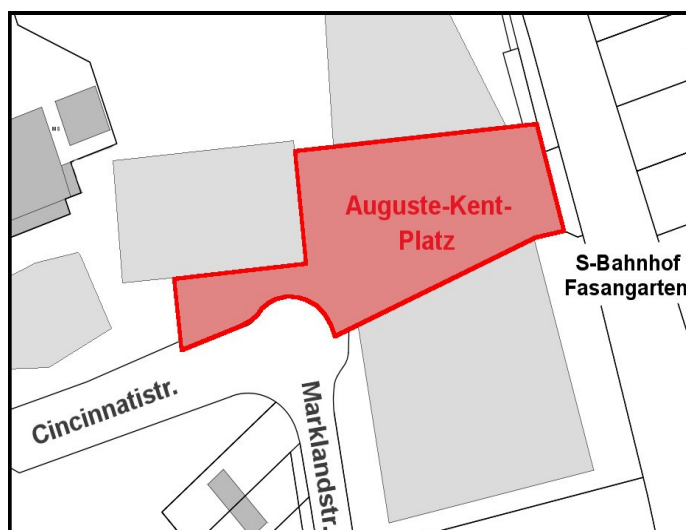 Auguste-Kent-
Platz
S-Bahnhof
Fasangarten
Cincinnatistr.
Marklandstr.